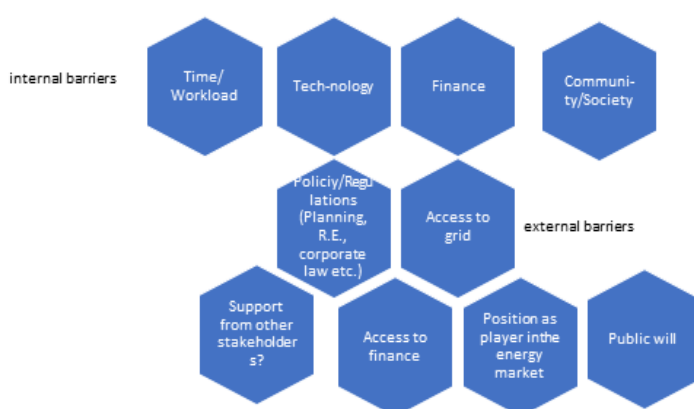 internal barriers
Time/
Workload
Tech-nology
Finance
Communi-
ty/Society
Policiy/Regu
lations
(Planning,
R.E.,
corporate
law etc.)
Access to
grid
external barriers
Support
from other
stakeholder
s?
Access to
finance
Position as
player inthe
energy
market
Public will